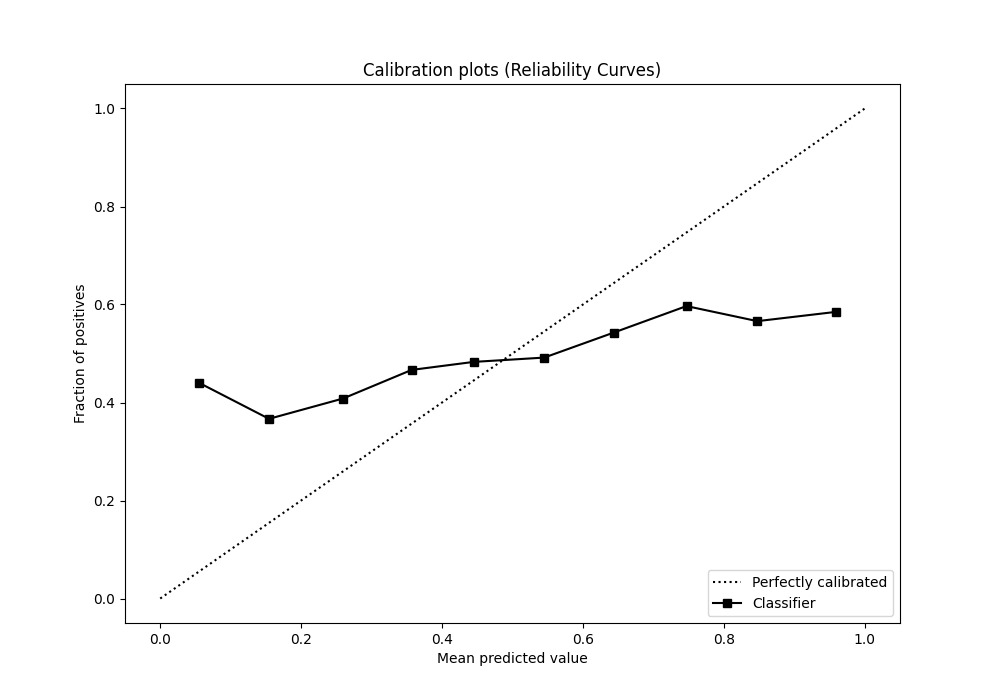 Calibration plots (Reliability Curves)
Fraction of positives
1.0
0.8
0.6
0.4
0.2
0.0
0.0 0.2 0.4 0.6 0.8 1.0
Mean predicted value
Perfectly calibrated
Classifier